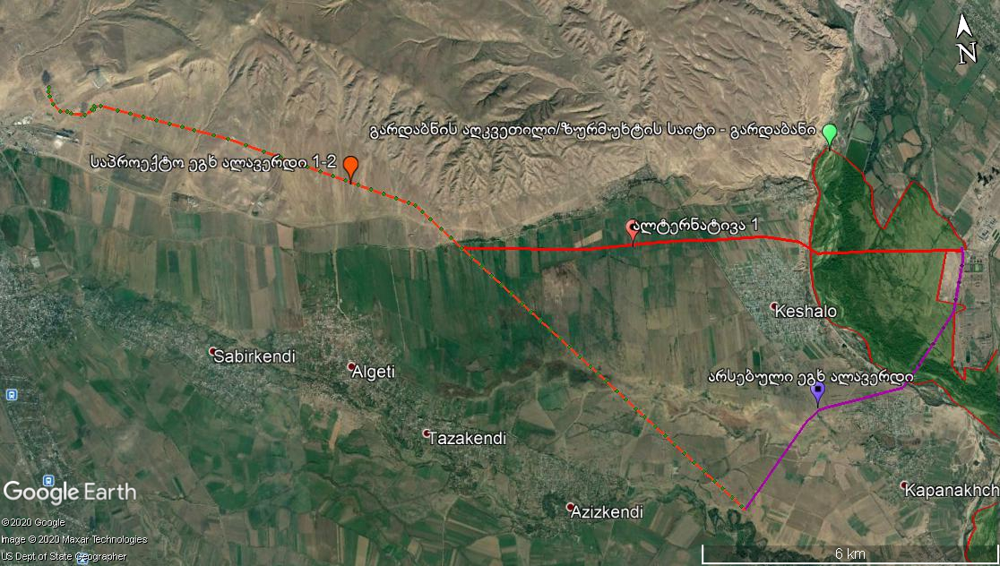 N
გარდაბნის აღკვეთილი/ზურმუხტის საიტი - გარდაბანი
საპროექტო ეგხ ალავერდი 1-2
ალტერნატივა 1
Keshalo
Sabirkendi
Algeti
არსებული ეგხ ალავერდი
Tazakendi
Kapanakhch
Azizkendi
Google Earth
©2020 Google
Image © 2020 Maxar Technologies
US Dept of State Geographer
6 km